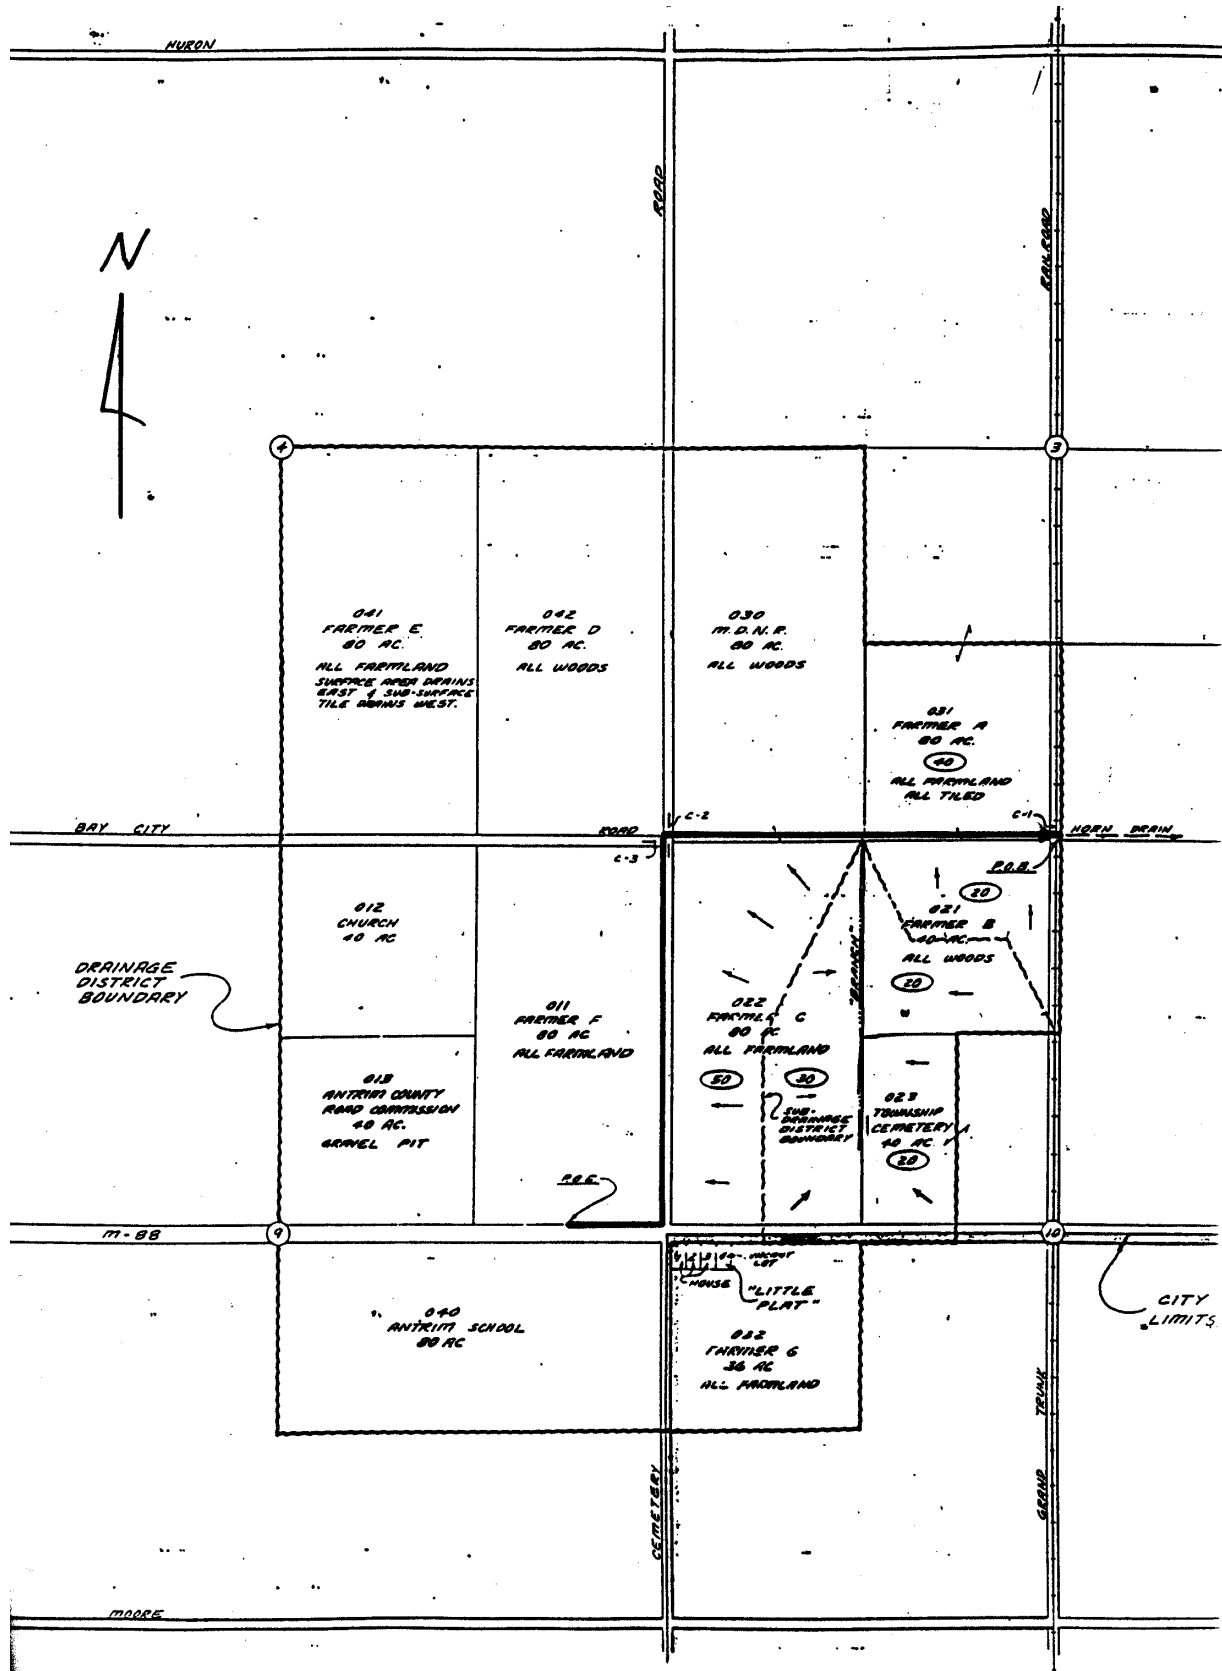 HURON
ROAD
RAILROAD
N
4
3
041
FARMER E
80 AC.
ALL FARMLAND
SURFACE AREA DRAINS
EAST & SUB-SURFACE
TILE DRAINS WEST.
042
FARMER D
80 AC.
ALL WOODS
030
M.D.N.R.
80 AC.
ALL WOODS
031
FARMER A
80 AC.
40
ALL FARMLAND
ALL TILED
BAY CITY
ROAD
C-2
C-1
HORN DRAIN
C-3
P.O.B.
012
CHURCH
40 AC
20
021
FARMER B
40 AC.
ALL WOODS
20
"BRANCH"
DRAINAGE
DISTRICT
BOUNDARY
011
FARMER F
80 AC
ALL FARMLAND
022
FARMER C
80 AC
ALL FARMLAND
50
30
SUB-
DRAINAGE
DISTRICT
BOUNDARY
013
ANTRIM COUNTY
ROAD COMMISSION
40 AC.
GRAVEL PIT
023
TOWNSHIP
CEMETERY
40 AC.
20
P.O.E.
M-88
9
10
1 2 3 4
VACANT
LOT
HOUSE
"LITTLE
PLAT"
CITY
LIMITS
040
ANTRIM SCHOOL
80 AC
032
FARMER G
36 AC
ALL FARMLAND
CEMETERY
GRAND TRUNK
MOORE